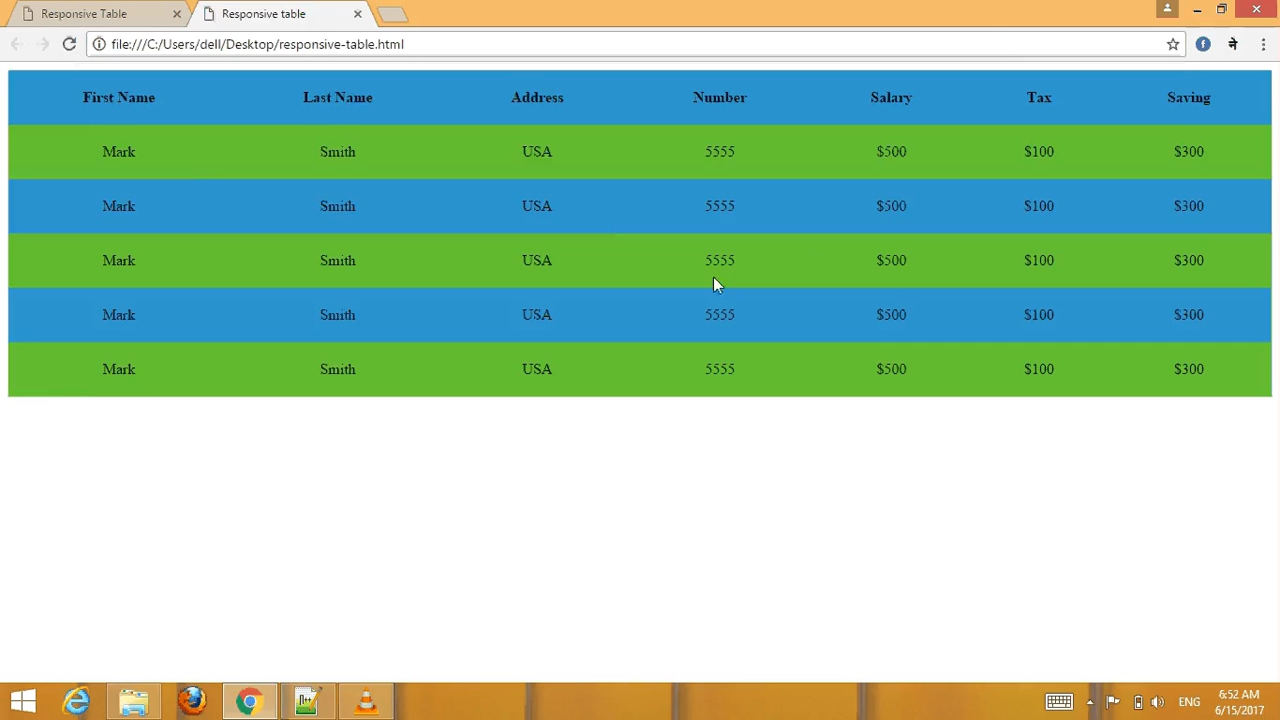 Responsive Table
Responsive table
file:///C:/Users/dell/Desktop/responsive-table.html
f
ने
First Name Last Name Address Number Salary Tax Saving
Mark Smith USA 5555 $500 $100 $300
Mark Smith USA 5555 $500 $100 $300
Mark Smith USA 5555 $500 $100 $300
Mark Smith USA 5555 $500 $100 $300
Mark Smith USA 5555 $500 $100 $300
ENG
6:52 AM
6/15/2017